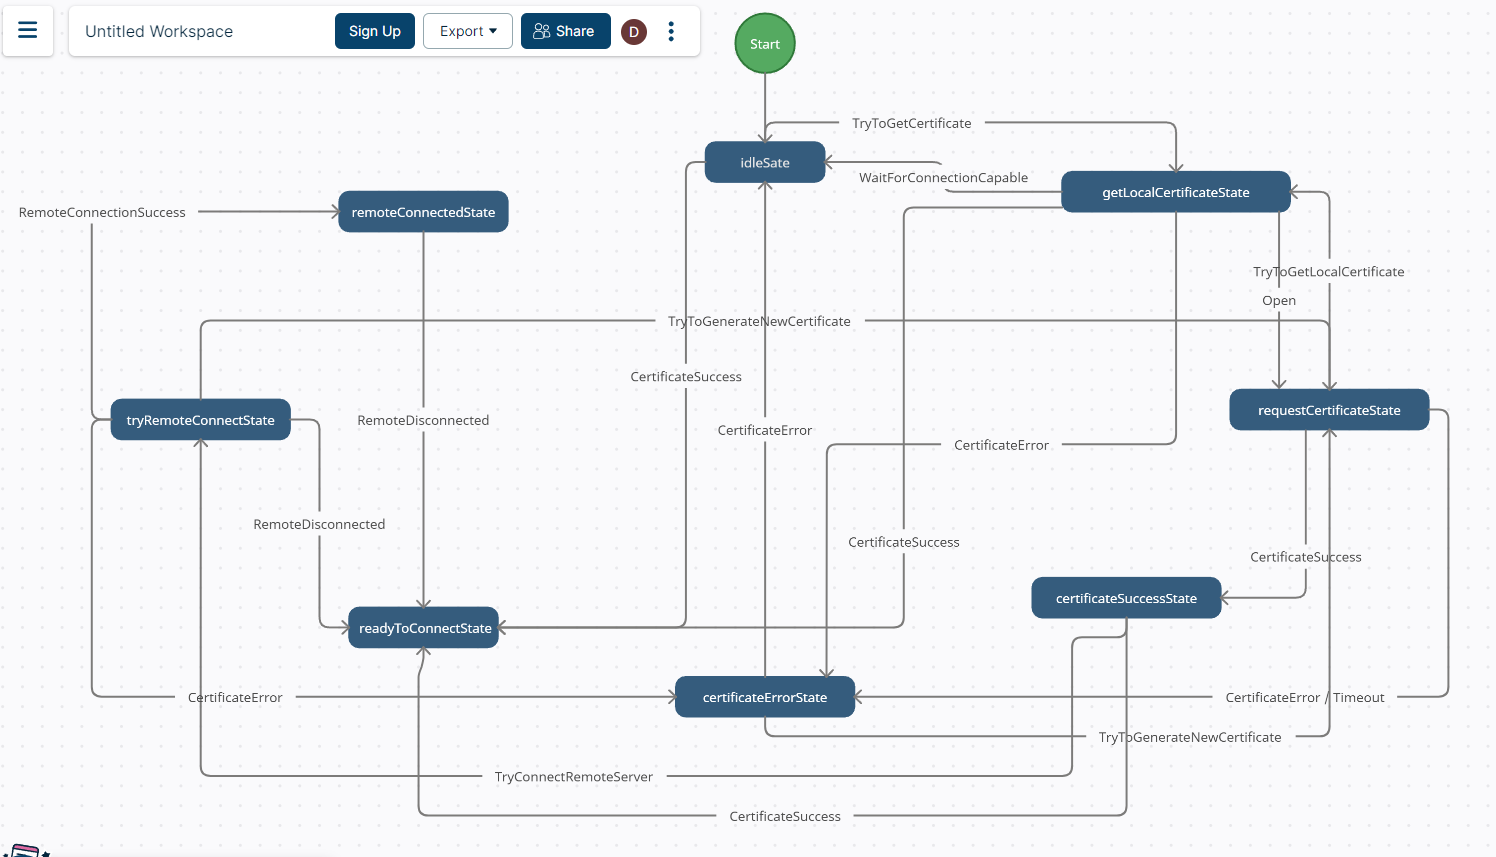 Untitled Workspace
Sign Up
Export
Share
D
Start
TryToGetCertificate
idleSate
WaitForConnectionCapable
getLocalCertificateState
RemoteConnectionSuccess
remoteConnectedState
TryToGetLocalCertificate
Open
TryToGenerateNewCertificate
CertificateSuccess
tryRemoteConnectState
RemoteDisconnected
CertificateError
requestCertificateState
CertificateError
RemoteDisconnected
CertificateSuccess
CertificateSuccess
certificateSuccessState
readyToConnectState
CertificateError
certificateErrorState
CertificateError / Timeout
TryToGenerateNewCertificate
TryConnectRemoteServer
CertificateSuccess